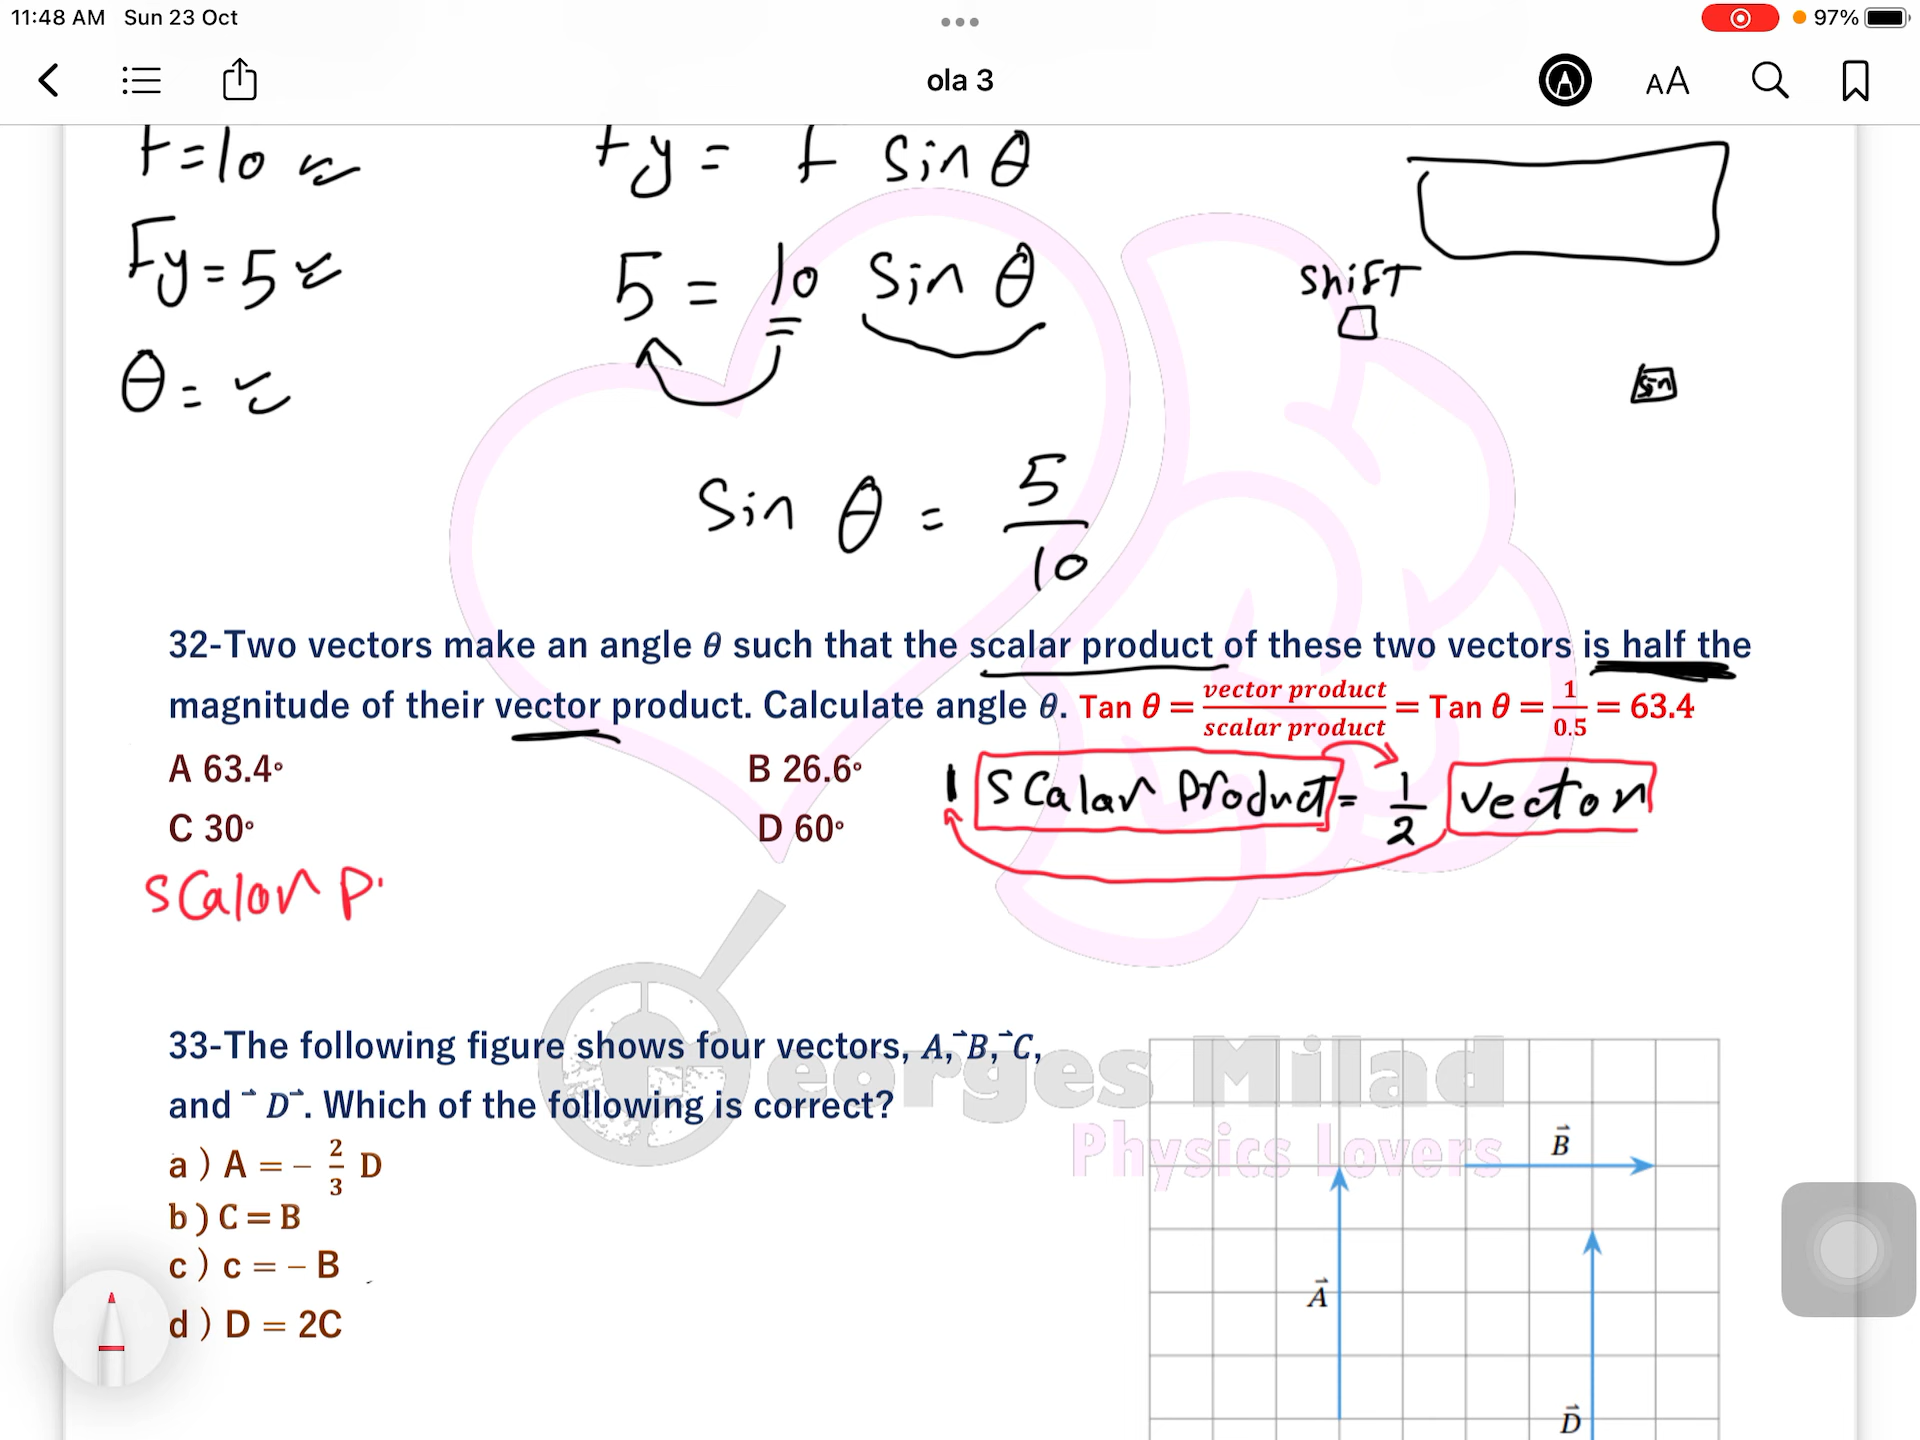 11:48 AM Sun 23 Oct
97%
ola 3
AA
F=10
Fy = F sin θ
Fy = 5
5 = 10 sin θ
shift
θ =
sin
sin θ = 5/10
32-Two vectors make an angle θ such that the scalar product of these two vectors is half the
magnitude of their vector product. Calculate angle θ. Tan θ = vector product/scalar product = Tan θ = 1/0.5 = 63.4
A 63.4°
B 26.6°
1 scalar product = 1/2 vector
C 30°
D 60°
scalar p
33-The following figure shows four vectors, A,⃗B,⃗C,
and ⃗ D⃗. Which of the following is correct?
a ) A = - 2/3 D
b ) C = B
c ) c = - B
d ) D = 2C
Georges Milad
Physics Lovers
B⃗
A⃗
D⃗